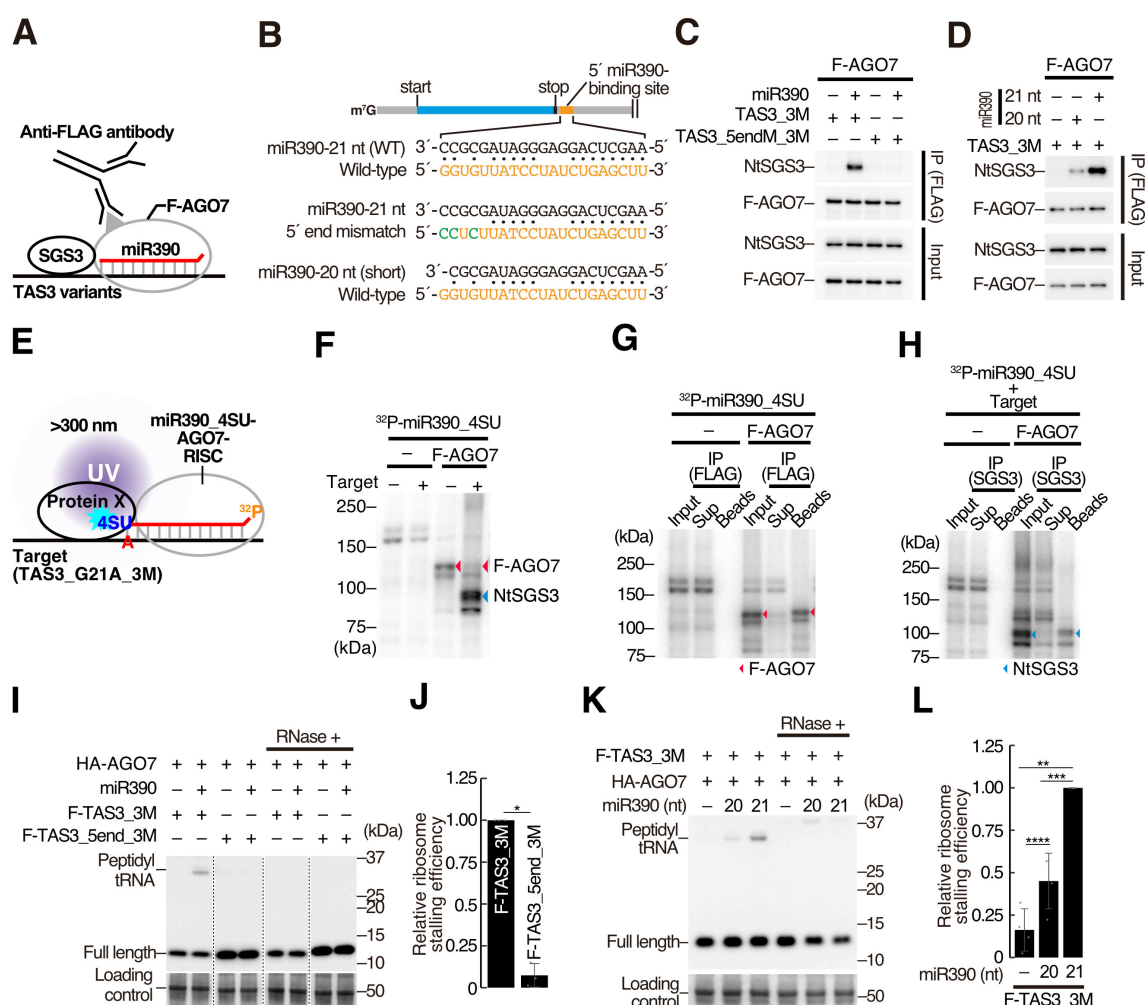 A
Anti-FLAG antibody
F-AGO7
SGS3
miR390
TAS3 variants
B
start
stop
5´ miR390-
binding site
m⁷G
miR390-21 nt (WT) 3´-CCGCGAUAGGGAGGACUCGAA-5´
Wild-type 5´-GGUGUUATCCUAUCUGAGCUU-3´
miR390-21 nt 3´-CCGCGAUAGGGAGGACUCGAA-5´
5´ end mismatch 5´-CCUCUUATCCUAUCUGAGCUU-3´
miR390-20 nt (short) 3´-CGCGAUAGGGAGGACUCGAA-5´
Wild-type 5´-GGUGUUATCCUAUCUGAGCUU-3´
C
F-AGO7
miR390 – + – +
TAS3_3M + + – –
TAS3_5endM_3M – – + +
NtSGS3
F-AGO7
IP (FLAG)
NtSGS3
F-AGO7
Input
D
F-AGO7
miR390
21 nt – – +
20 nt – + –
TAS3_3M + + +
NtSGS3
F-AGO7
IP (FLAG)
NtSGS3
F-AGO7
Input
E
>300 nm
miR390_4SU-
AGO7-
RISC
UV
Protein X
4SU
³²P
A
Target
(TAS3_G21A_3M)
F
³²P-miR390_4SU
– F-AGO7
Target – + – +
250
150
100
75
(kDa)
F-AGO7
NtSGS3
G
³²P-miR390_4SU
– F-AGO7
IP (FLAG) IP (FLAG)
Input Sup Beads Input Sup Beads
(kDa)
250
150
100
75
F-AGO7
H
³²P-miR390_4SU
+
Target
– F-AGO7
IP (SGS3) IP (SGS3)
Input Sup Beads Input Sup Beads
(kDa)
250
150
100
75
NtSGS3
I
RNase +
HA-AGO7 + + + + + + + +
miR390 – + – + – + – +
F-TAS3_3M + + – – + + – –
F-TAS3_5end_3M – – + + – – + +
(kDa)
Peptidyl
tRNA
Full length
Loading
control
37
25
20
15
10
50
J
Relative ribosome
stalling efficiency
1.25
1.00
0.75
0.50
0.25
0
*
F-TAS3_3M
F-TAS3_5end_3M
K
RNase +
F-TAS3_3M + + + + + +
HA-AGO7 + + + + + +
miR390 (nt) – 20 21 – 20 21
(kDa)
Peptidyl
tRNA
Full length
Loading
control
37
25
20
15
10
50
L
Relative ribosome
stalling efficiency
1.25
1.00
0.75
0.50
0.25
0
**
***
****
miR390 (nt) – 20 21
F-TAS3_3M